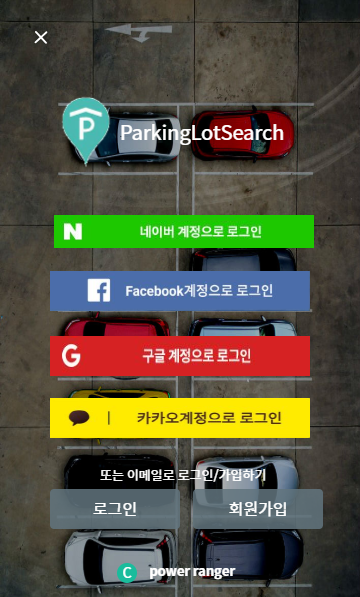 ParkingLotSearch
네이버 계정으로 로그인
Facebook계정으로 로그인
구글 계정으로 로그인
카카오계정으로 로그인
또는 이메일로 로그인/가입하기
로그인
회원가입
C power ranger